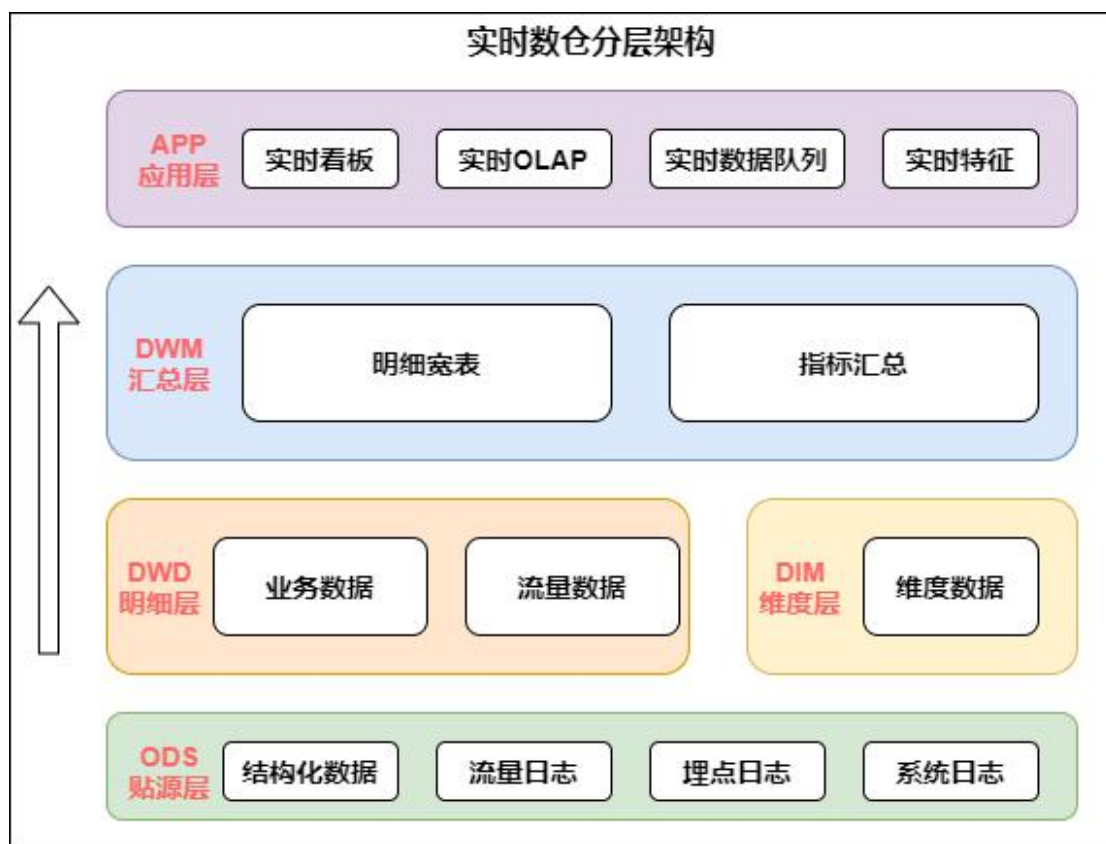 实时数仓分层架构
APP
应用层
实时看板
实时OLAP
实时数据队列
实时特征
DWM
汇总层
明细宽表
指标汇总
DWD
明细层
业务数据
流量数据
DIM
维度层
维度数据
ODS
贴源层
结构化数据
流量日志
埋点日志
系统日志